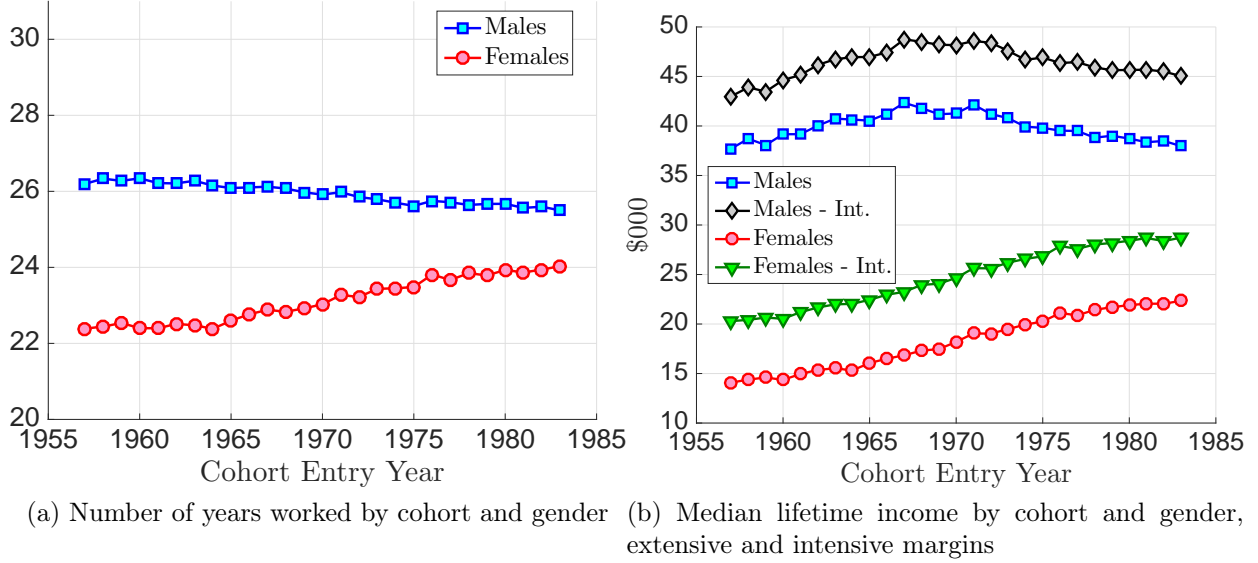 30
28
26
24
22
20
1955
1960
1965
1970
1975
1980
1985
Cohort Entry Year
Males
Females
(a) Number of years worked by cohort and gender
50
45
40
35
30
25
20
15
10
$000
1955
1960
1965
1970
1975
1980
1985
Cohort Entry Year
Males
Males - Int.
Females
Females - Int.
(b) Median lifetime income by cohort and gender,
extensive and intensive margins